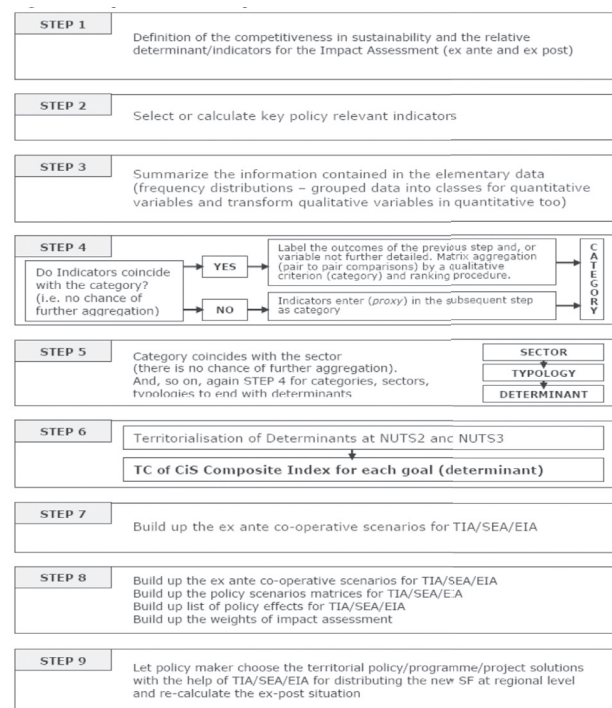 STEP 1
Definition of the competitiveness in sustainability and the relative
determinant/indicators for the Impact Assessment (ex ante and ex post)
STEP 2
Select or calculate key policy relevant indicators
STEP 3
Summarize the information contained in the elementary data
(frequency distributions – grouped data into classes for quantitative
variables and transform qualitative variables in quantitative too)
STEP 4
Do Indicators coincide
with the category?
(i.e. no chance of
further aggregation)
YES
Label the outcomes of the previous step and, or
variable not further detailed. Matrix aggregation
(pair to pair comparisons) by a qualitative
criterion (category) and ranking procedure.
NO
Indicators enter (proxy) in the subsequent step
as category
CATEGORY
STEP 5
Category coincides with the sector
(there is no chance of further aggregation).
And, so on, again STEP 4 for categories, sectors,
typologies to end with determinants
SECTOR
TYPOLOGY
DETERMINANT
STEP 6
Territorialisation of Determinants at NUTS2 and NUTS3
TC of CiS Composite Index for each goal (determinant)
STEP 7
Build up the ex ante co-operative scenarios for TIA/SEA/EIA
STEP 8
Build up the ex ante co-operative scenarios for TIA/SEA/EIA
Build up the policy scenarios matrices for TIA/SEA/EIA
Build up list of policy effects for TIA/SEA/EIA
Build up the weights of impact assessment
STEP 9
Let policy maker choose the territorial policy/programme/project solutions
with the help of TIA/SEA/EIA for distributing the new SF at regional level
and re-calculate the ex-post situation